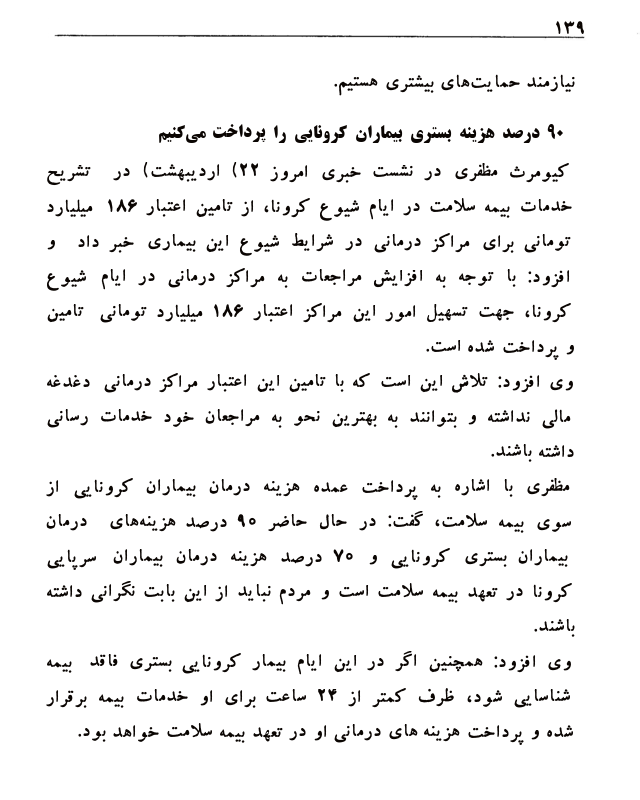 ۱۳۹
نیازمند حمایت‌های بیشتری هستیم.
۹۰ درصد هزینه بستری بیماران کرونایی را پرداخت می‌کنیم
کیومرث مظفری در نشست خبری امروز ۲۲) اردیبهشت) در تشریح
خدمات بیمه سلامت در ایام شیوع کرونا، از تامین اعتبار ۱۸۶ میلیارد
تومانی برای مراکز درمانی در شرایط شیوع این بیماری خبر داد و
افزود: با توجه به افزایش مراجعات به مراکز درمانی در ایام شیوع
کرونا، جهت تسهیل امور این مراکز اعتبار ۱۸۶ میلیارد تومانی تامین
و پرداخت شده است.
وی افزود: تلاش این است که با تامین این اعتبار مراکز درمانی دغدغه
مالی نداشته و بتوانند به بهترین نحو به مراجعان خود خدمات رسانی
داشته باشند.
مظفری با اشاره به پرداخت عمده هزینه درمان بیماران کرونایی از
سوی بیمه سلامت، گفت: در حال حاضر ۹۰ درصد هزینه‌های درمان
بیماران بستری کرونایی و ۷۰ درصد هزینه درمان بیماران سرپایی
کرونا در تعهد بیمه سلامت است و مردم نباید از این بابت نگرانی داشته
باشند.
وی افزود: همچنین اگر در این ایام بیمار کرونایی بستری فاقد بیمه
شناسایی شود، ظرف کمتر از ۲۴ ساعت برای او خدمات بیمه برقرار
شده و پرداخت هزینه های درمانی او در تعهد بیمه سلامت خواهد بود.